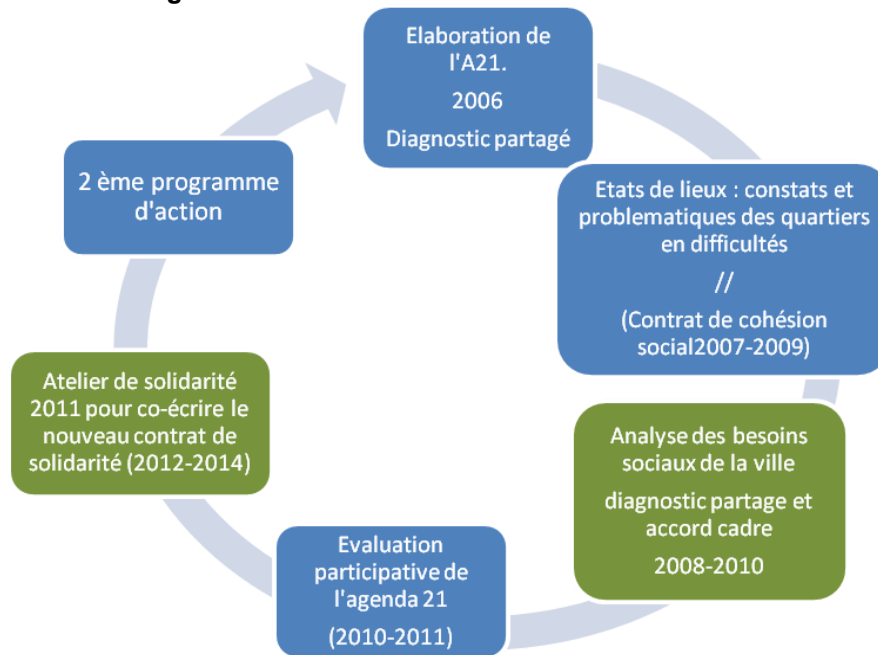 Elaboration de
l'A21.
2006
Diagnostic partagé
Etats de lieux : constats et
problematiques des quartiers
en difficultés
//
(Contrat de cohésion
social2007-2009)
Analyse des besoins
sociaux de la ville
diagnostic partage et
accord cadre
2008-2010
Evaluation
participative de
l'agenda 21
(2010-2011)
Atelier de solidarité
2011 pour co-écrire le
nouveau contrat de
solidarité (2012-2014)
2 ème programme
d'action